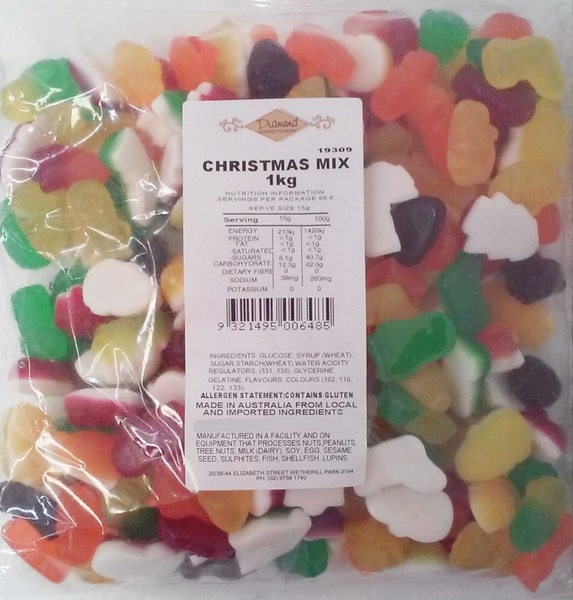 Diamond
19309
CHRISTMAS MIX
1kg
NUTRITION INFORMATION
SERVINGS PER PACKAGE 66.6
SERVE SIZE 15g
Serving 15g 100g
ENERGY 213kj 1420kj
PROTEIN <1g <1g
FAT <1g <1g
-SATURATED <1g <1g
-SUGARS 6.1g 40.7g
CARBOHYDRATE 12.3g 82.0g
DIETARY FIBRE 0 0
SODIUM 39mg 263mg
POTASSIUM 0 0
9 321495 006485
INGREDIENTS: GLUCOSE, SYRUP (WHEAT),
SUGAR,STARCH(WHEAT),WATER,ACIDITY
REGULATORS, (331, 330), GLYCERINE,
GELATINE, FLAVOURS, COLOURS (102, 110,
122, 133)
ALLERGEN STATEMENT:CONTAINS GLUTEN
MADE IN AUSTRALIA FROM LOCAL
AND IMPORTED INGREDIENTS
MANUFACTURED IN A FACILITY AND ON
EQUIPMENT THAT PROCESSES NUTS,PEANUTS,
TREE NUTS, MILK (DAIRY), SOY, EGG, SESAME
SEED, SULPHITES, FISH, SHELLFISH, LUPINS
20/38-44 ELIZABETH STREET WETHERILL PARK 2164
PH: (02) 9756 1740